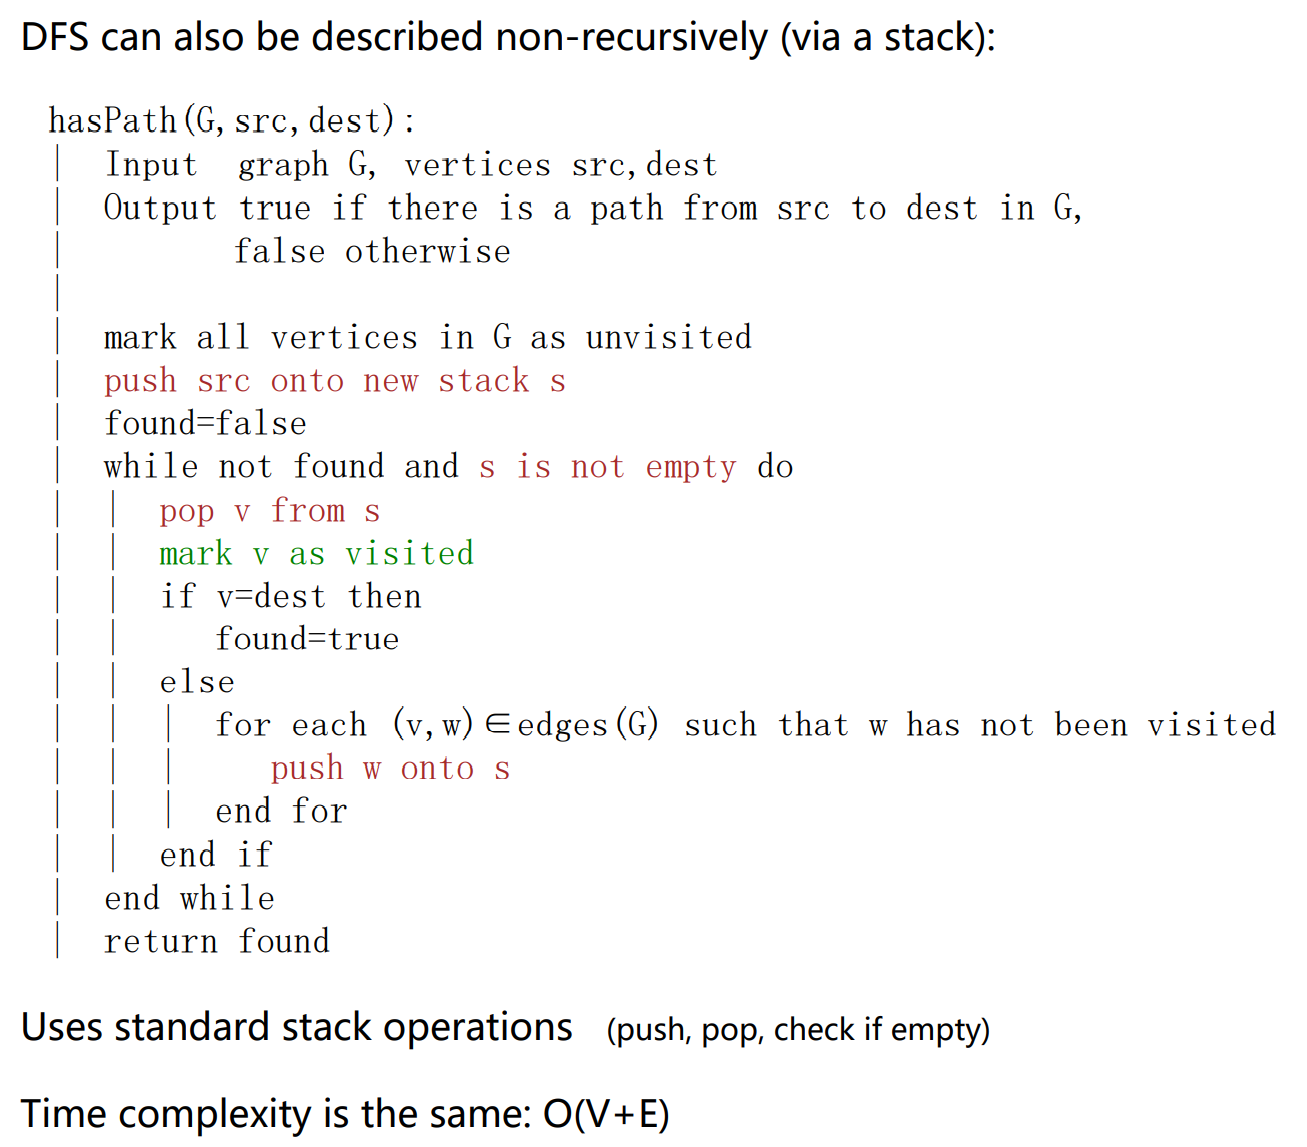 DFS can also be described non-recursively (via a stack):
hasPath(G,src,dest):
| Input graph G, vertices src,dest
| Output true if there is a path from src to dest in G,
| false otherwise
|
| mark all vertices in G as unvisited
| push src onto new stack s
| found=false
| while not found and s is not empty do
| | pop v from s
| | mark v as visited
| | if v=dest then
| | found=true
| | else
| | | for each (v,w)∈edges(G) such that w has not been visited
| | | push w onto s
| | | end for
| | end if
| end while
| return found
Uses standard stack operations (push, pop, check if empty)
Time complexity is the same: O(V+E)